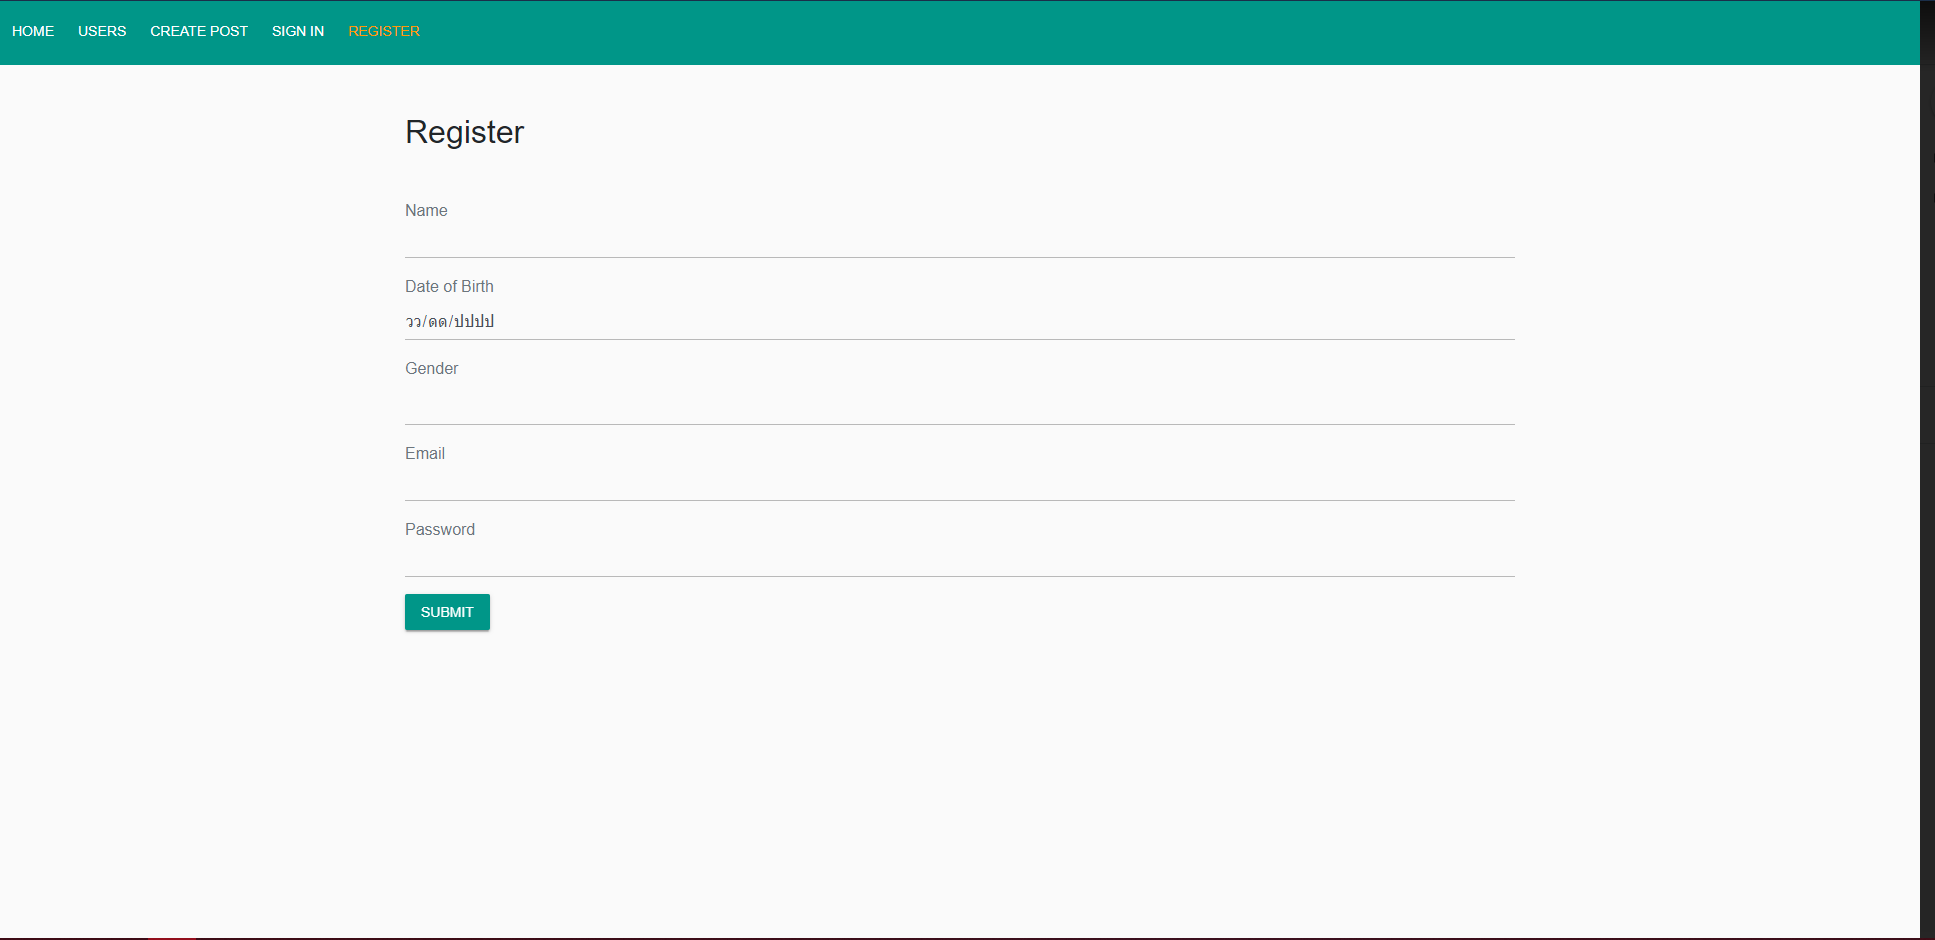 HOME USERS CREATE POST SIGN IN REGISTER
Register
Name
Date of Birth
วว/ดด/ปปปป
Gender
Email
Password
SUBMIT